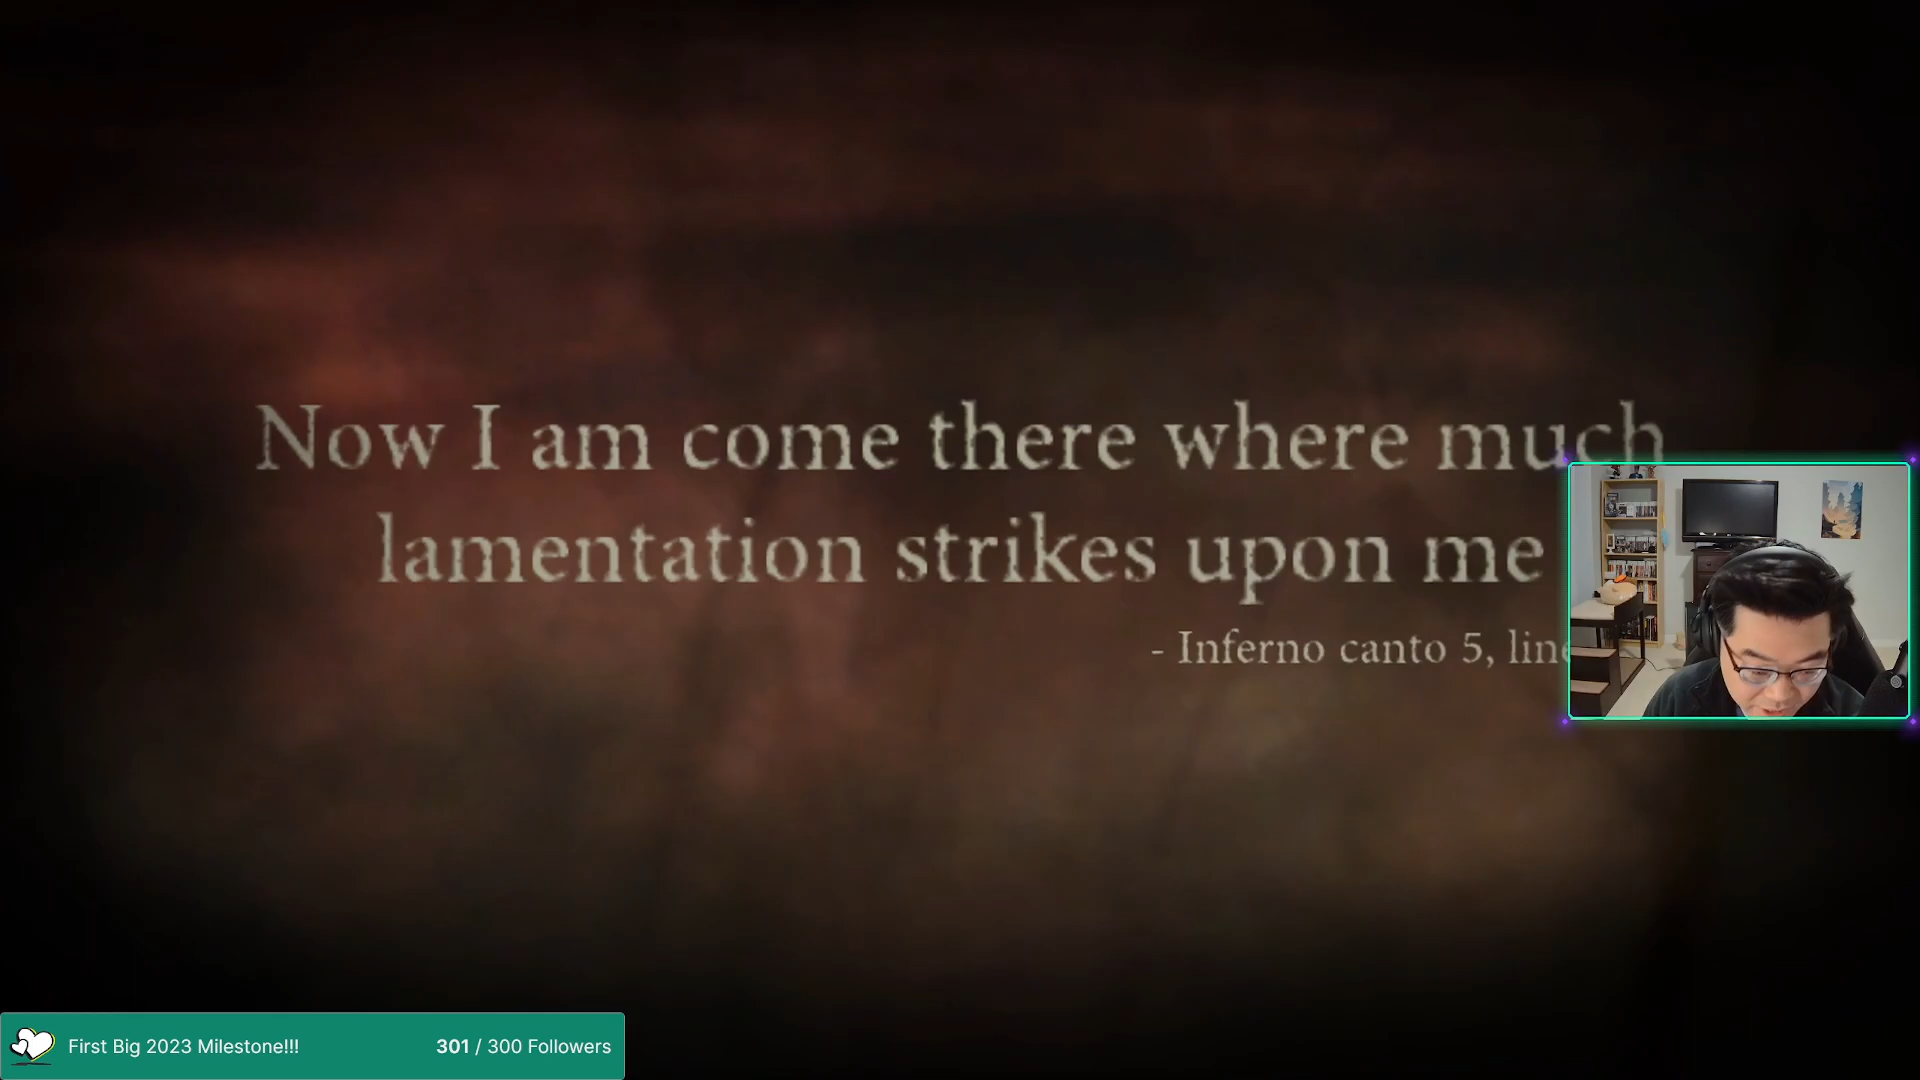 Now I am come there where much
lamentation strikes upon me
- Inferno canto 5,
First Big 2023 Milestone!!!
301 / 300 Followers